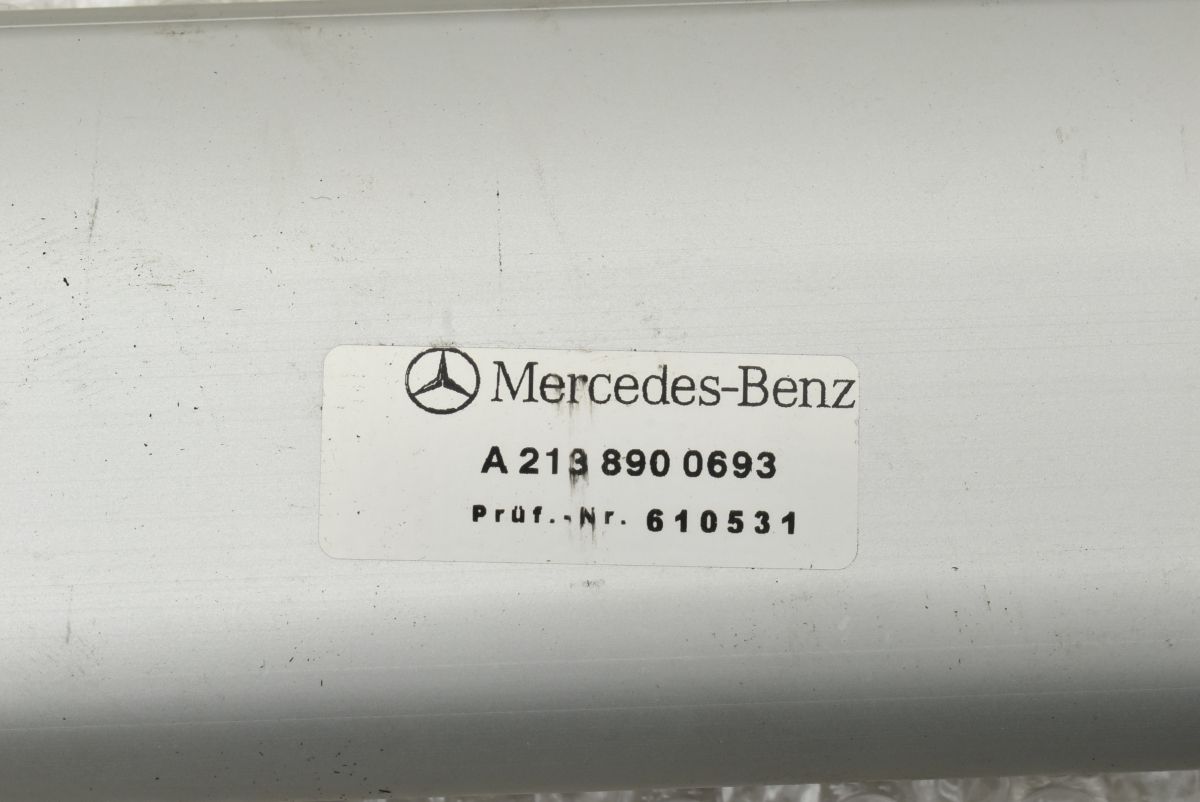 Mercedes-Benz
A 213 890 0693
Prüf.-Nr. 610531